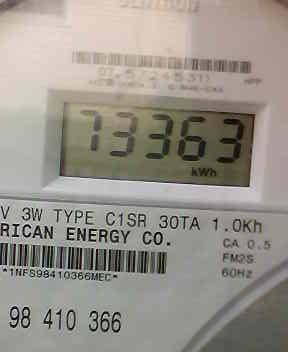 73363
kWh
V 3W TYPE C1SR 30TA 1.0Kh
RICAN ENERGY CO.
CA 0.5
FM2S
60Hz
*1NFS98410366MEC*
98 410 366